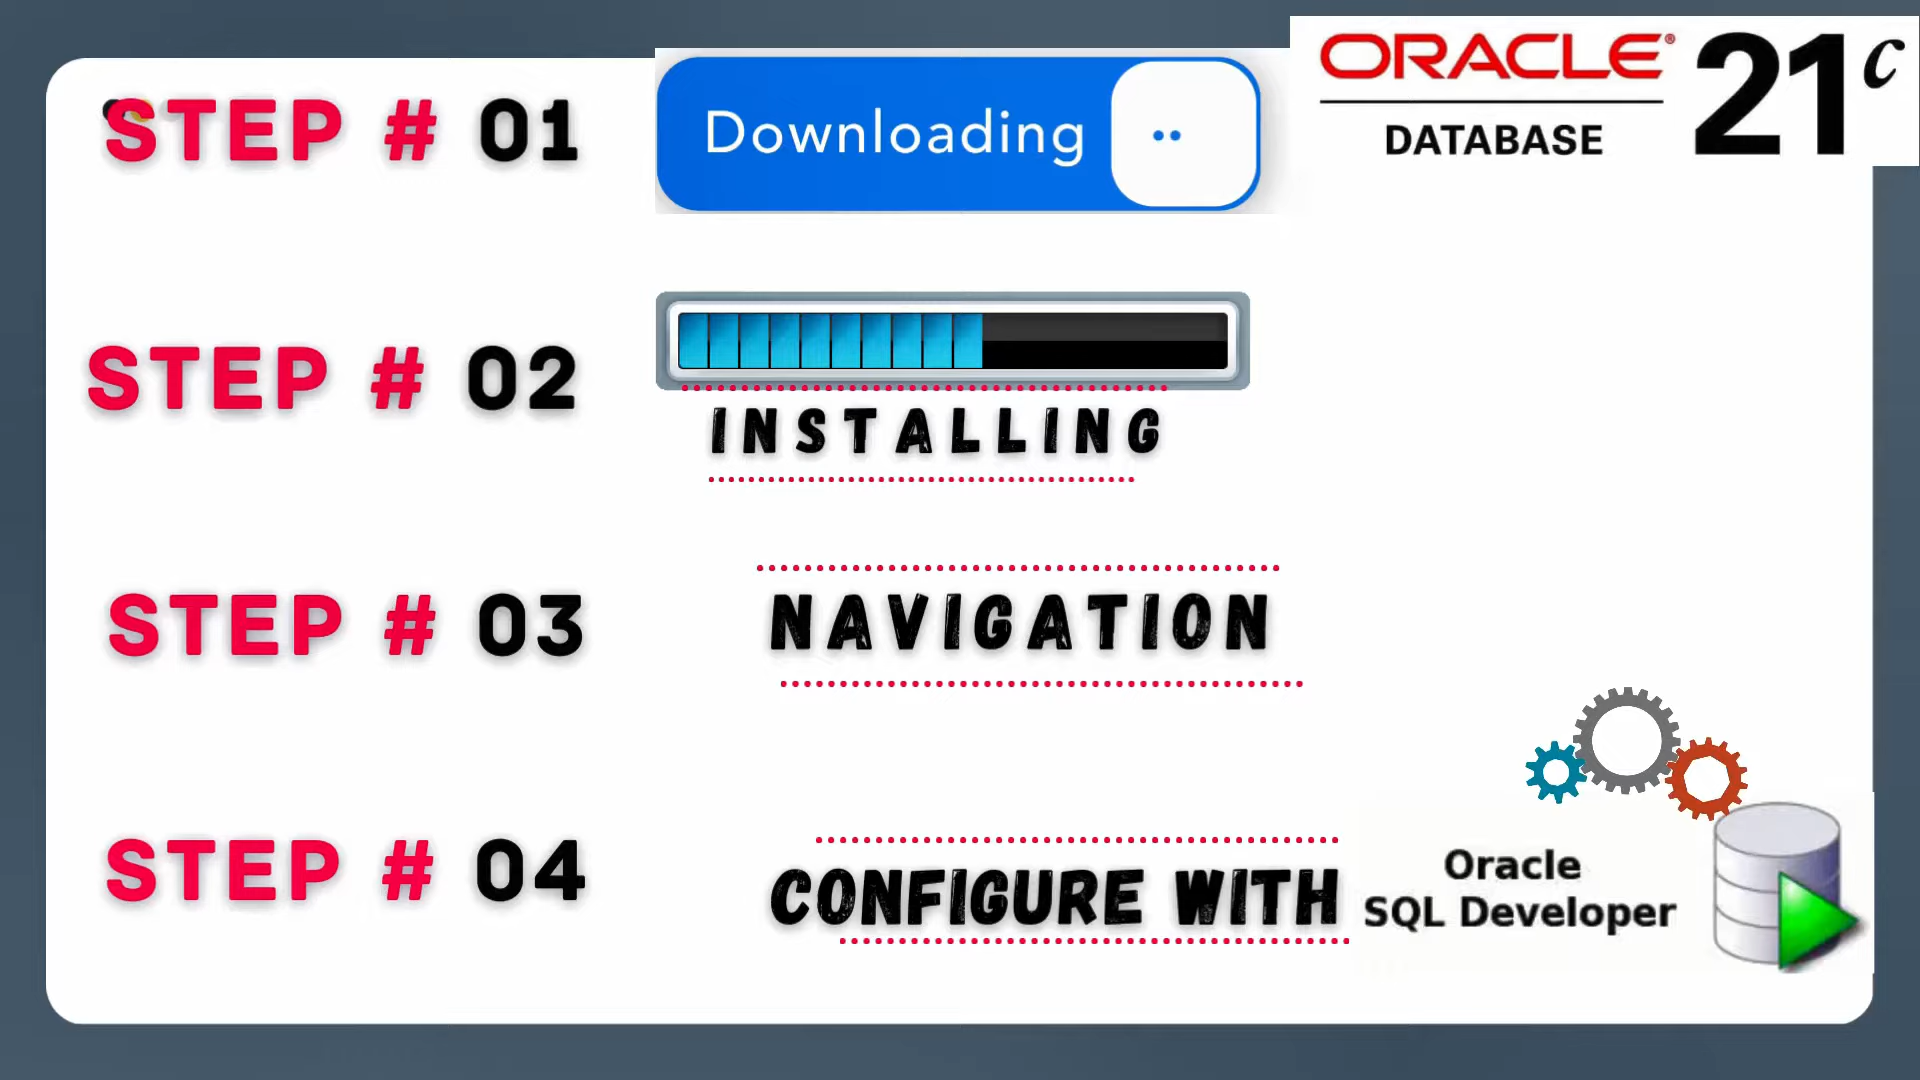 STEP # 01
Downloading
ORACLE®
DATABASE
21c
STEP # 02
INSTALLING
STEP # 03
NAVIGATION
STEP # 04
CONFIGURE WITH
Oracle
SQL Developer